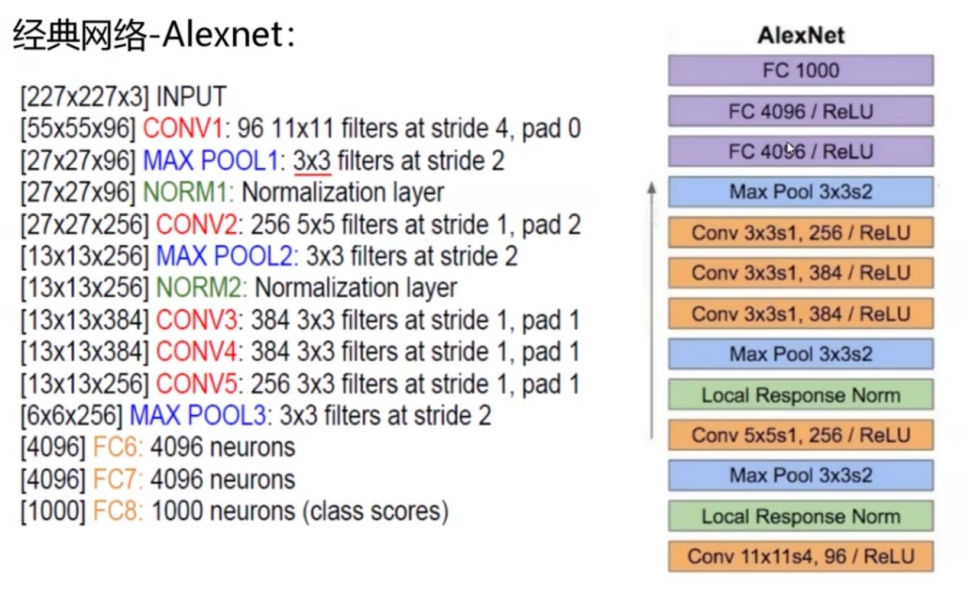 经典网络-Alexnet:
[227x227x3] INPUT
[55x55x96] CONV1: 96 11x11 filters at stride 4, pad 0
[27x27x96] MAX POOL1: 3x3 filters at stride 2
[27x27x96] NORM1: Normalization layer
[27x27x256] CONV2: 256 5x5 filters at stride 1, pad 2
[13x13x256] MAX POOL2: 3x3 filters at stride 2
[13x13x256] NORM2: Normalization layer
[13x13x384] CONV3: 384 3x3 filters at stride 1, pad 1
[13x13x384] CONV4: 384 3x3 filters at stride 1, pad 1
[13x13x256] CONV5: 256 3x3 filters at stride 1, pad 1
[6x6x256] MAX POOL3: 3x3 filters at stride 2
[4096] FC6: 4096 neurons
[4096] FC7: 4096 neurons
[1000] FC8: 1000 neurons (class scores)
AlexNet
FC 1000
FC 4096 / ReLU
FC 4096 / ReLU
Max Pool 3x3s2
Conv 3x3s1, 256 / ReLU
Conv 3x3s1, 384 / ReLU
Conv 3x3s1, 384 / ReLU
Max Pool 3x3s2
Local Response Norm
Conv 5x5s1, 256 / ReLU
Max Pool 3x3s2
Local Response Norm
Conv 11x11s4, 96 / ReLU